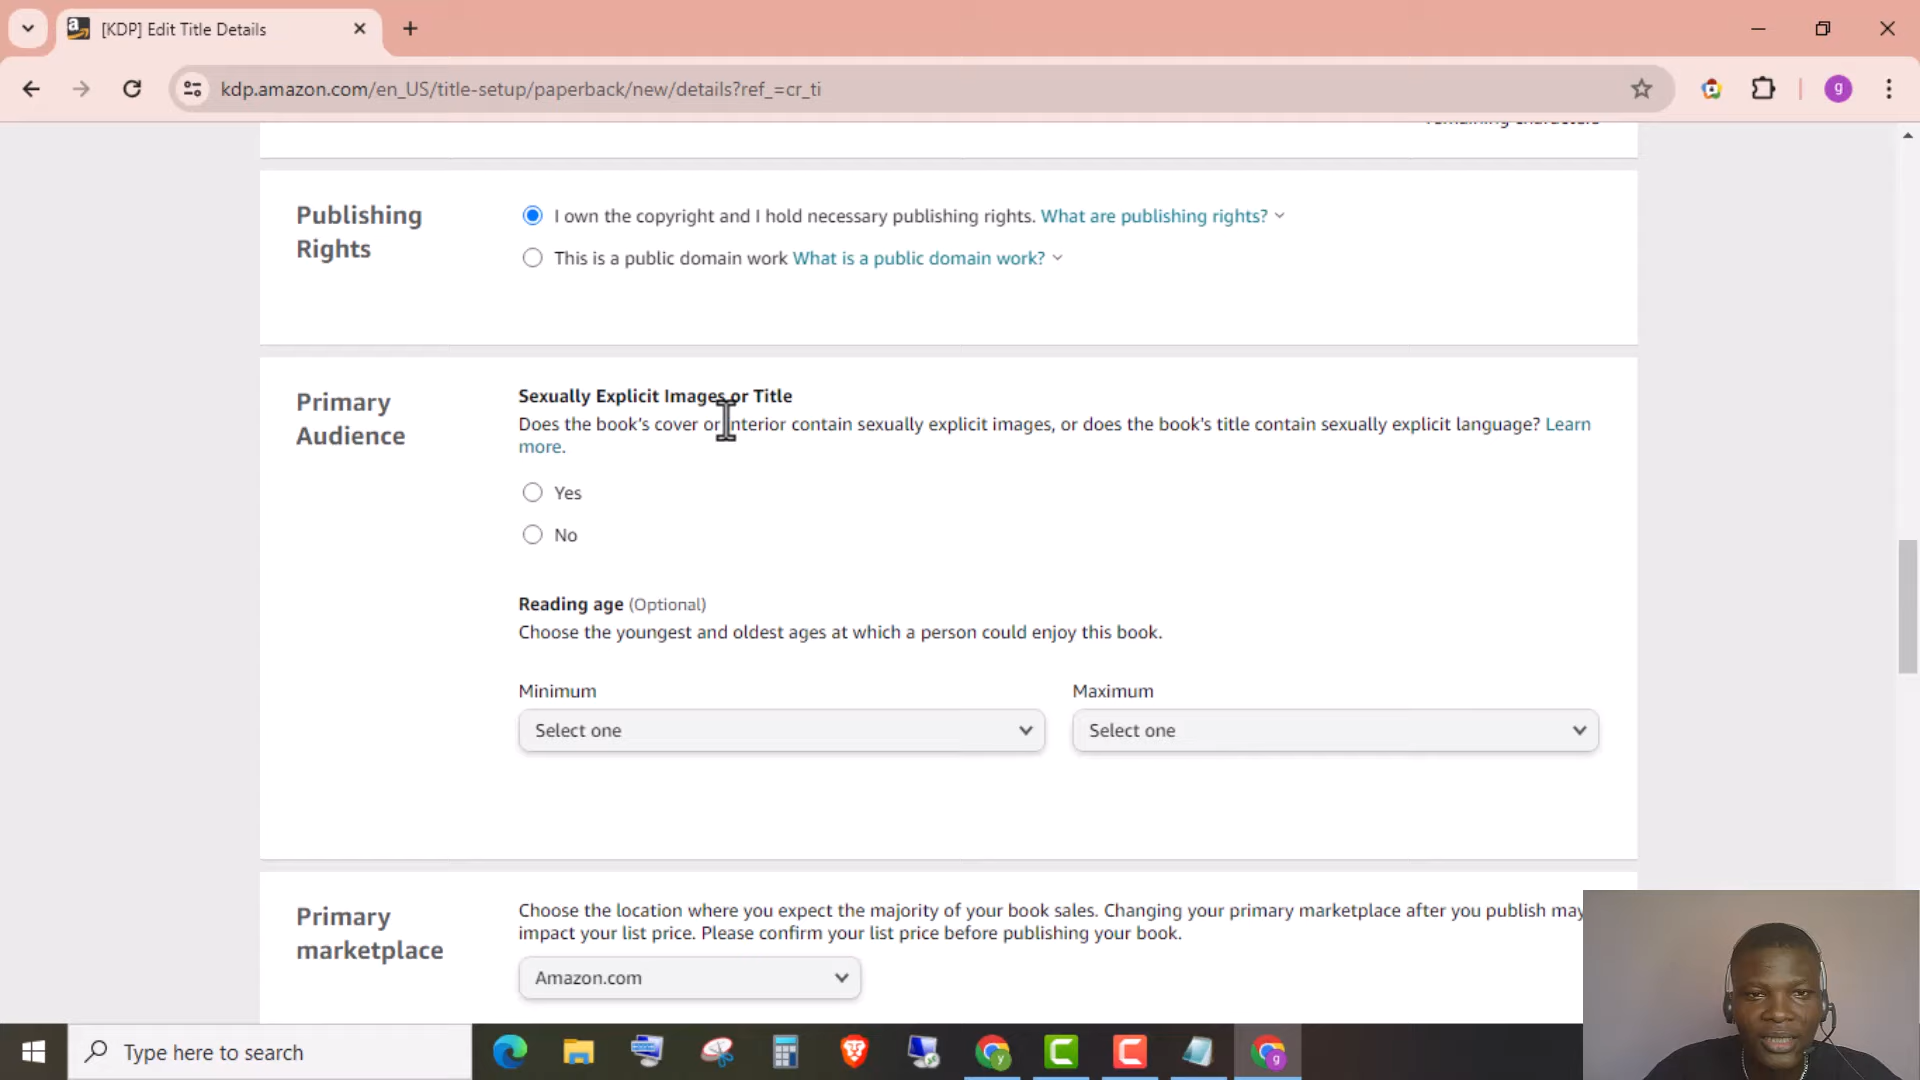 [KDP] Edit Title Details
kdp.amazon.com/en_US/title-setup/paperback/new/details?ref_=cr_ti
g
remaining characters
Publishing
Rights
I own the copyright and I hold necessary publishing rights. What are publishing rights?
This is a public domain work What is a public domain work?
Primary
Audience
Sexually Explicit Images or Title
Does the book's cover or interior contain sexually explicit images, or does the book's title contain sexually explicit language? Learn
more.
Yes
No
Reading age (Optional)
Choose the youngest and oldest ages at which a person could enjoy this book.
Minimum
Maximum
Select one
Select one
Primary
marketplace
Choose the location where you expect the majority of your book sales. Changing your primary marketplace after you publish may
impact your list price. Please confirm your list price before publishing your book.
Amazon.com
Type here to search
y
g